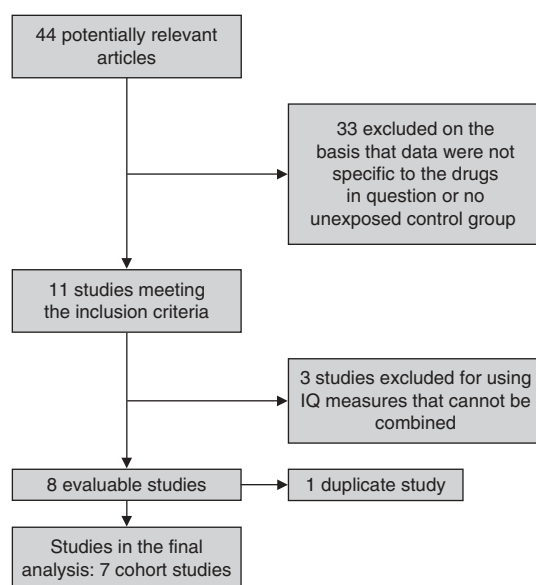 44 potentially relevant
articles
33 excluded on the
basis that data were not
specific to the drugs
in question or no
unexposed control group
11 studies meeting
the inclusion criteria
3 studies excluded for using
IQ measures that cannot be
combined
8 evaluable studies
1 duplicate study
Studies in the final
analysis: 7 cohort studies